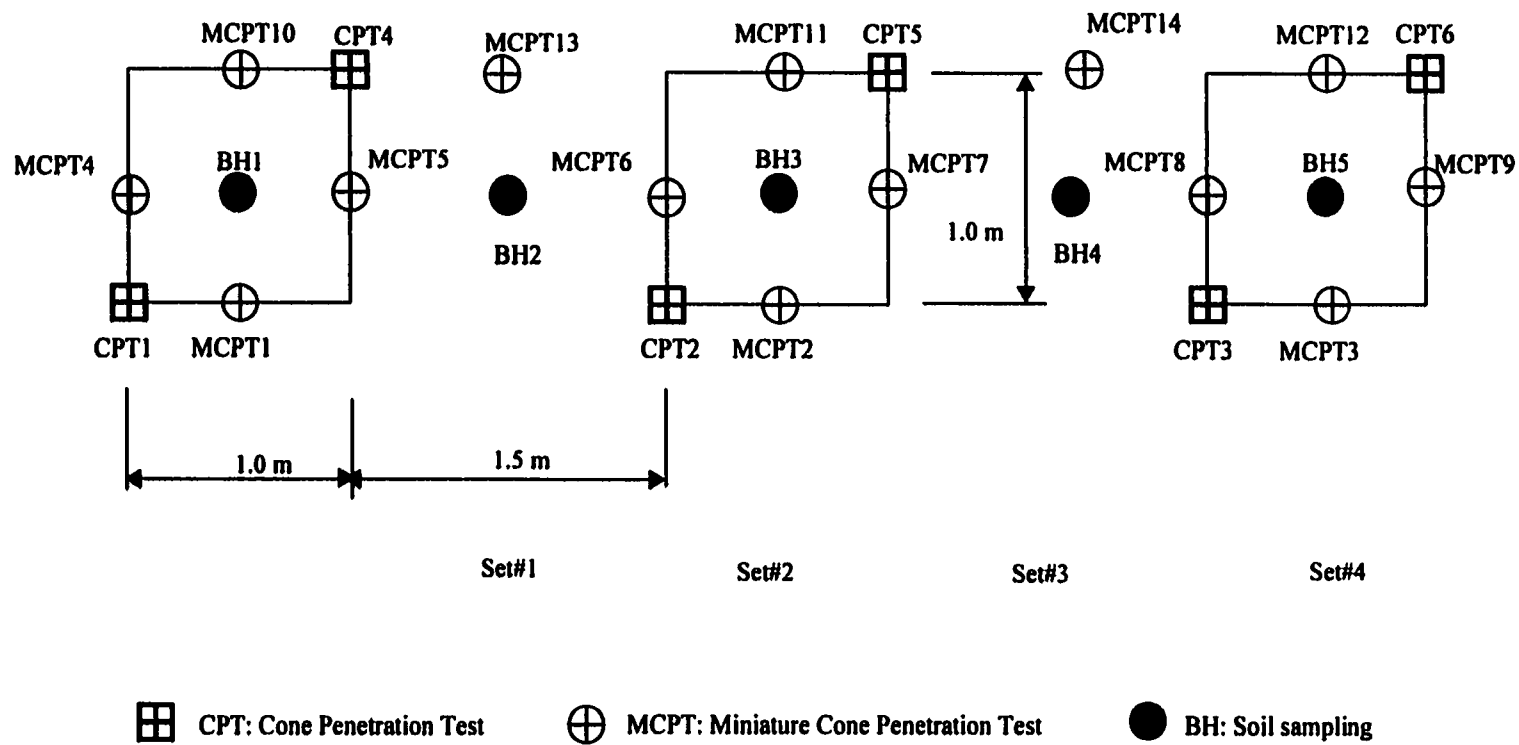 MCPT10 CPT4 MCPT13 MCPT11 CPT5 MCPT14 MCPT12 CPT6
MCPT4 BH1 MCPT5 MCPT6 BH3 MCPT7 MCPT8 BH5 MCPT9
BH2 1.0 m BH4
CPT1 MCPT1 CPT2 MCPT2 CPT3 MCPT3
1.0 m 1.5 m
Set#1 Set#2 Set#3 Set#4
CPT: Cone Penetration Test MCPT: Miniature Cone Penetration Test BH: Soil sampling